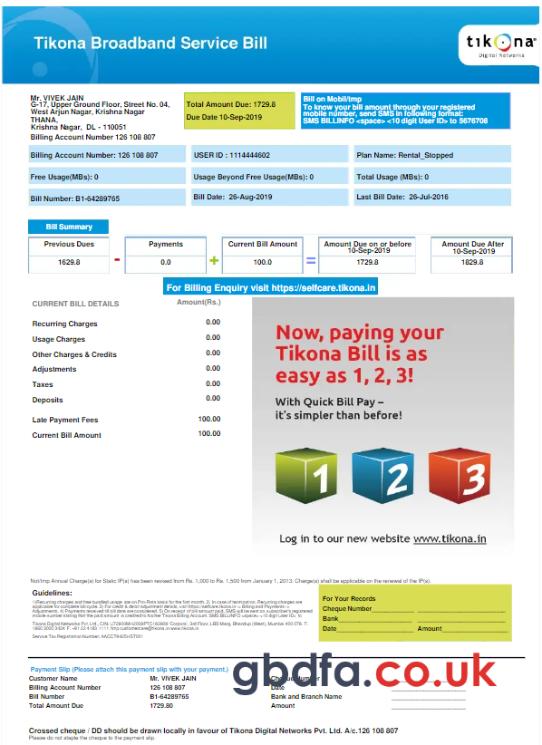 Tikona Broadband Service Bill
tikona
Digital Networks
Mr. VIVEK JAIN
G-17, Upper Ground Floor, Street No. 04,
West Arjun Nagar, Krishna Nagar
THANA,
Krishna Nagar, DL - 110051
Billing Account Number 126 108 807
Total Amount Due: 1729.8
Due Date 10-Sep-2019
Bill on Mobil/Imp
To know your bill amount through your registered
mobile number, send SMS in following format:
SMS BILLINFO <space> <10 digit User ID> to 5676708
Billing Account Number: 126 108 807 USER ID : 1114444602 Plan Name: Rental_Stopped
Free Usage(MBs): 0 Usage Beyond Free Usage(MBs): 0 Total Usage (MBs): 0
Bill Number: B1-64289765 Bill Date: 26-Aug-2019 Last Bill Date: 26-Jul-2016
Bill Summary
Previous Dues Payments Current Bill Amount Amount Due on or before 10-Sep-2019 Amount Due After 10-Sep-2019
1629.8 - 0.0 + 100.0 = 1729.8 1829.8
For Billing Enquiry visit https://selfcare.tikona.in
CURRENT BILL DETAILS Amount(Rs.)
Recurring Charges 0.00
Usage Charges 0.00
Other Charges & Credits 0.00
Adjustments 0.00
Taxes 0.00
Deposits 0.00
Late Payment Fees 100.00
Current Bill Amount 100.00
Now, paying your
Tikona Bill is as
easy as 1, 2, 3!
With Quick Bill Pay –
it's simpler than before!
1 2 3
Log in to our new website www.tikona.in
Not/Imp Annual Charge(s) for Static IP(s) has been revised from Rs. 1,000 to Rs. 1,500 from January 1, 2013. Charge(s) shall be applicable on the renewal of the IP(s).
Guidelines:
For Your Records
Cheque Number
Bank
Date Amount
Payment Slip (Please attach this payment slip with your payment.)
Customer Name Mr. VIVEK JAIN
Billing Account Number 126 108 807 Date
Bill Number B1-64289765 Bank and Branch Name
Total Amount Due 1729.80 Amount
gbdfa.co.uk
Crossed cheque / DD should be drawn locally in favour of Tikona Digital Networks Pvt. Ltd. A/c.126 108 807
Please do not staple the cheque to the payment slip